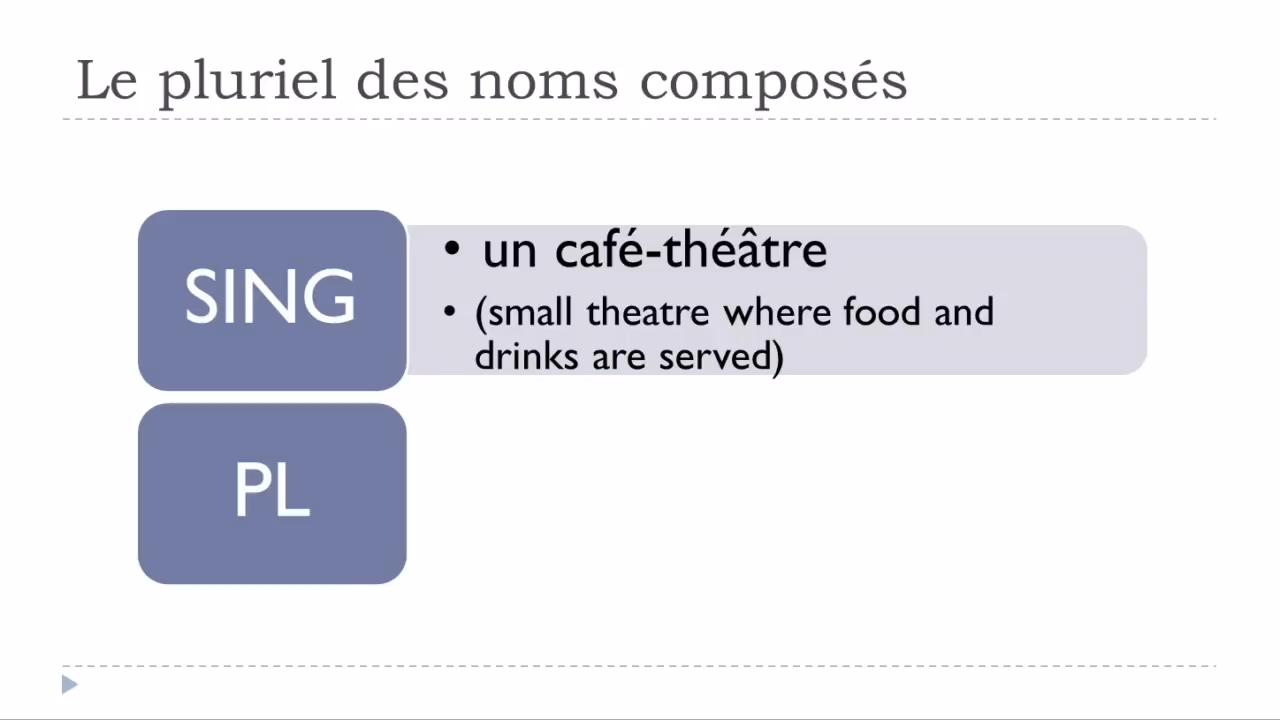 Le pluriel des noms composés
SING
• un café-théâtre
• (small theatre where food and
drinks are served)
PL